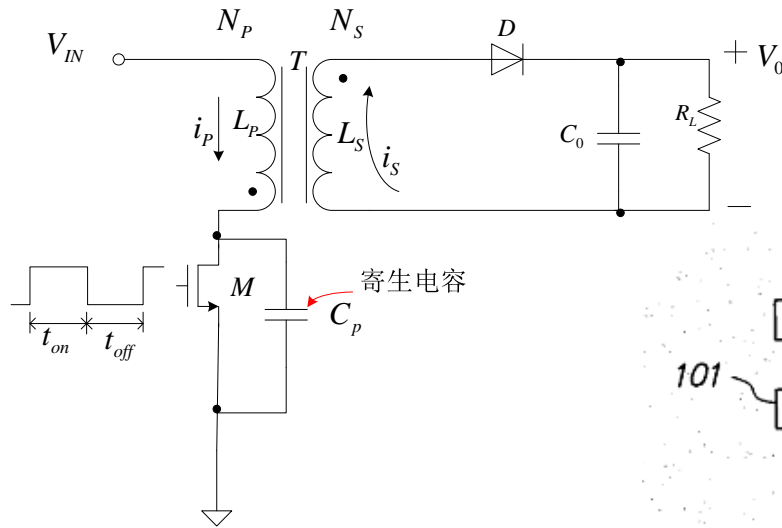 N_P N_S
V_IN T D + V_0
i_P L_P L_S i_S C_0 R_L
−
M 寄生电容
t_on t_off C_p
101